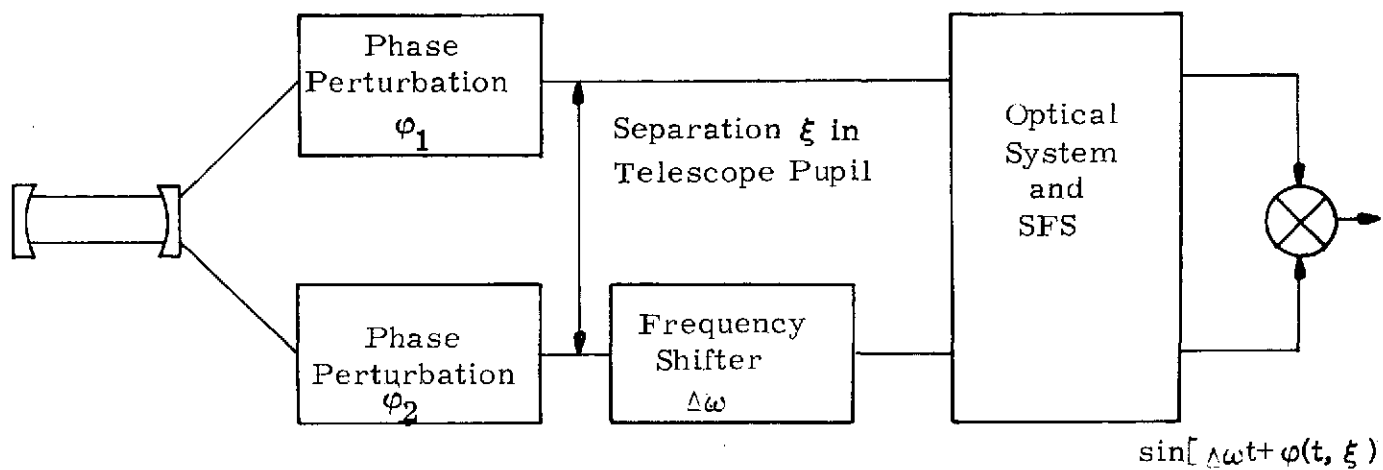 Phase
Perturbation
φ₁
Separation ξ in
Telescope Pupil
Optical
System
and
SFS
Phase
Perturbation
φ₂
Frequency
Shifter
Δω
sin[ Δωt+ φ(t, ξ)